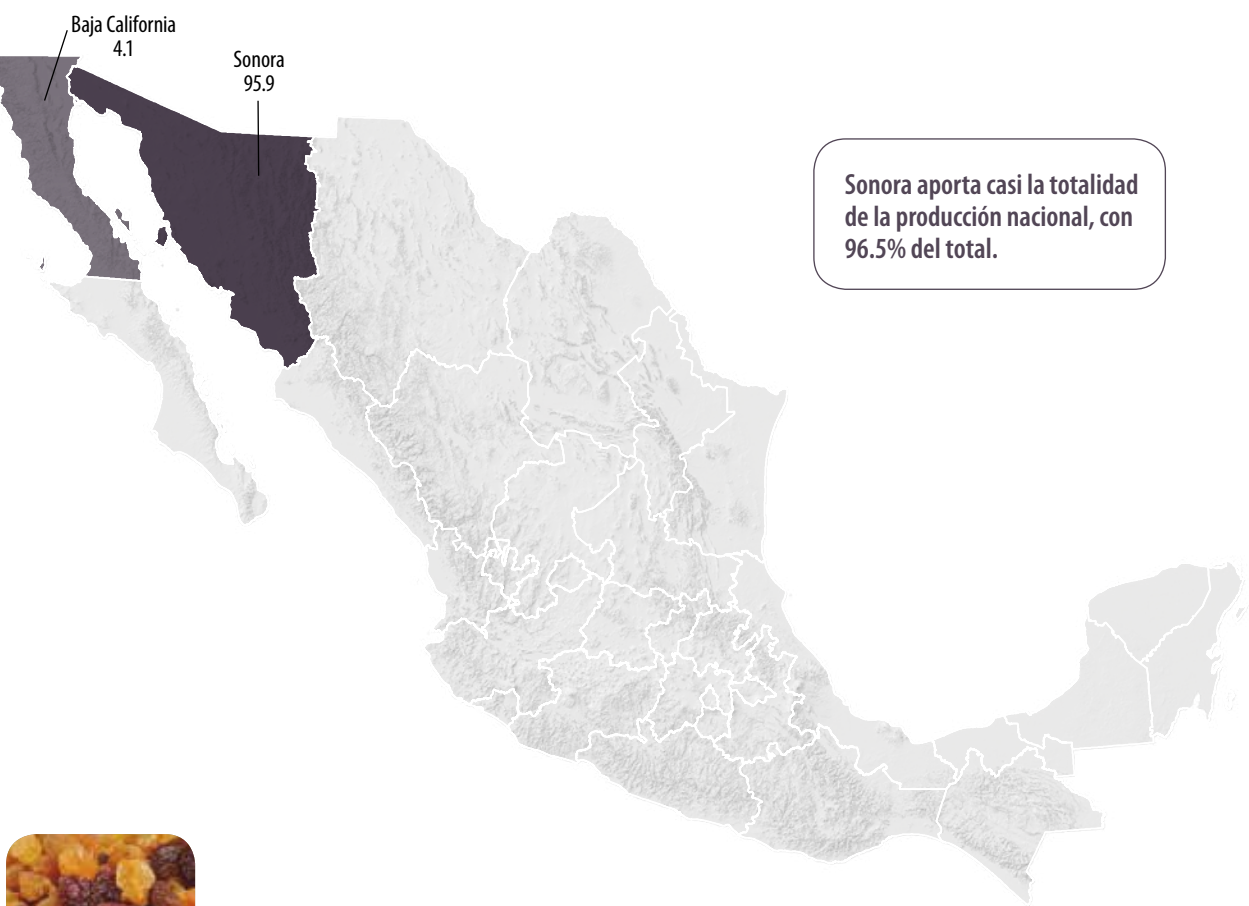 Baja California
4.1
Sonora
95.9
Sonora aporta casi la totalidad
de la producción nacional, con
96.5% del total.